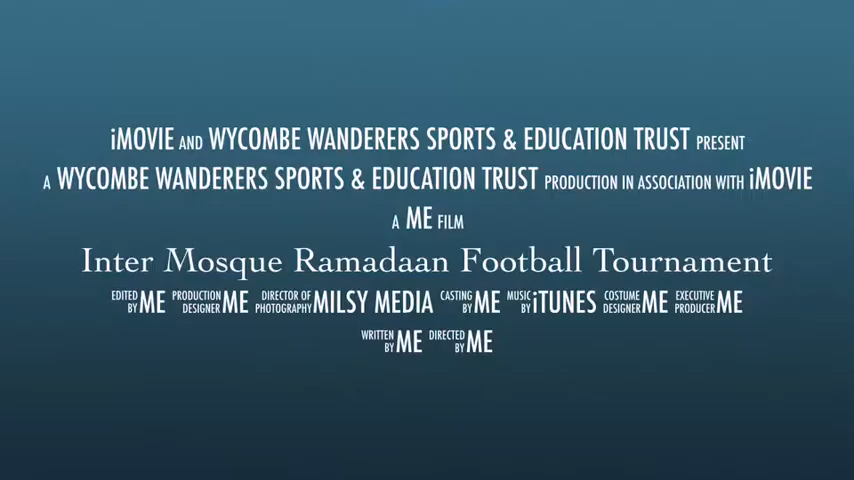 iMOVIE AND WYCOMBE WANDERERS SPORTS & EDUCATION TRUST PRESENT
A WYCOMBE WANDERERS SPORTS & EDUCATION TRUST PRODUCTION IN ASSOCIATION WITH iMOVIE
A ME FILM
Inter Mosque Ramadaan Football Tournament
EDITED BY ME PRODUCTION DESIGNER ME DIRECTOR OF PHOTOGRAPHY MILSY MEDIA CASTING BY ME MUSIC BY iTUNES COSTUME DESIGNER ME EXECUTIVE PRODUCER ME
WRITTEN BY ME DIRECTED BY ME